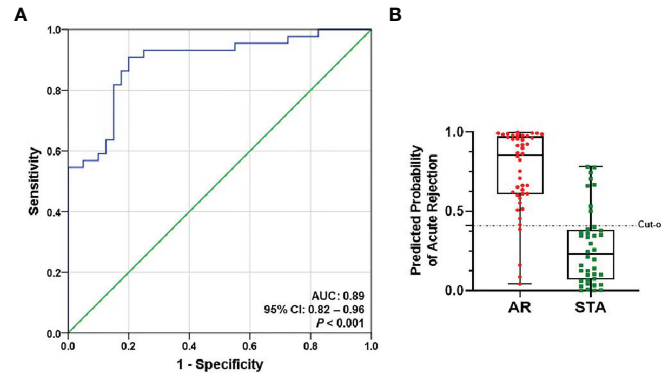 A
1.0
0.8
0.6
0.4
0.2
0.0
Sensitivity
0.0
0.2
0.4
0.6
0.8
1.0
1 - Specificity
AUC: 0.89
95% CI: 0.82 – 0.96
P < 0.001
B
1.0
0.5
0.0
Predicted Probability
of Acute Rejection
Cut-o
AR
STA